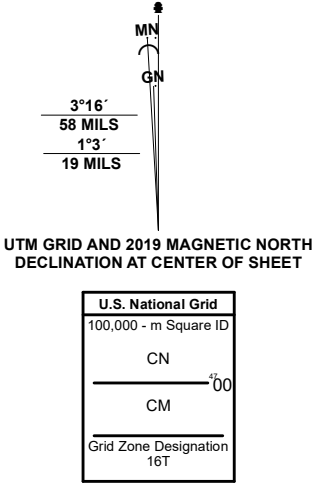 MN
GN
3°16´
58 MILS
1°3´
19 MILS
UTM GRID AND 2019 MAGNETIC NORTH
DECLINATION AT CENTER OF SHEET
U.S. National Grid
100,000 - m Square ID
CN
4700
CM
Grid Zone Designation
16T